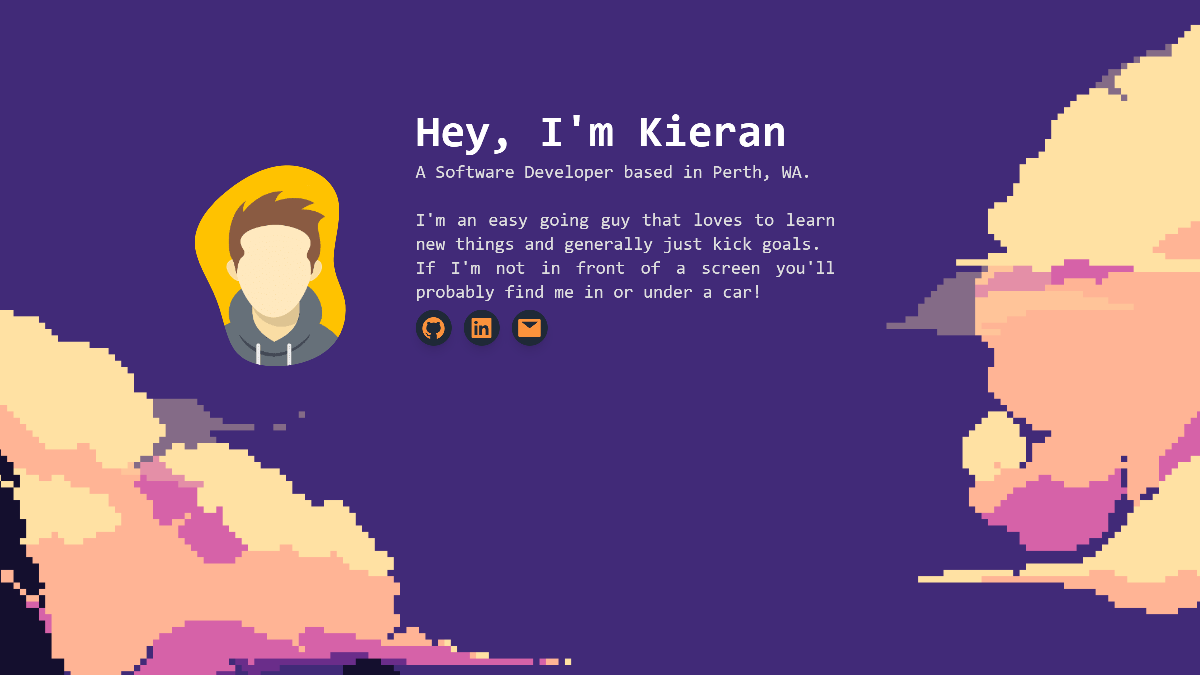 Hey, I'm Kieran
A Software Developer based in Perth, WA.
I'm an easy going guy that loves to learn
new things and generally just kick goals.
If I'm not in front of a screen you'll
probably find me in or under a car!
in